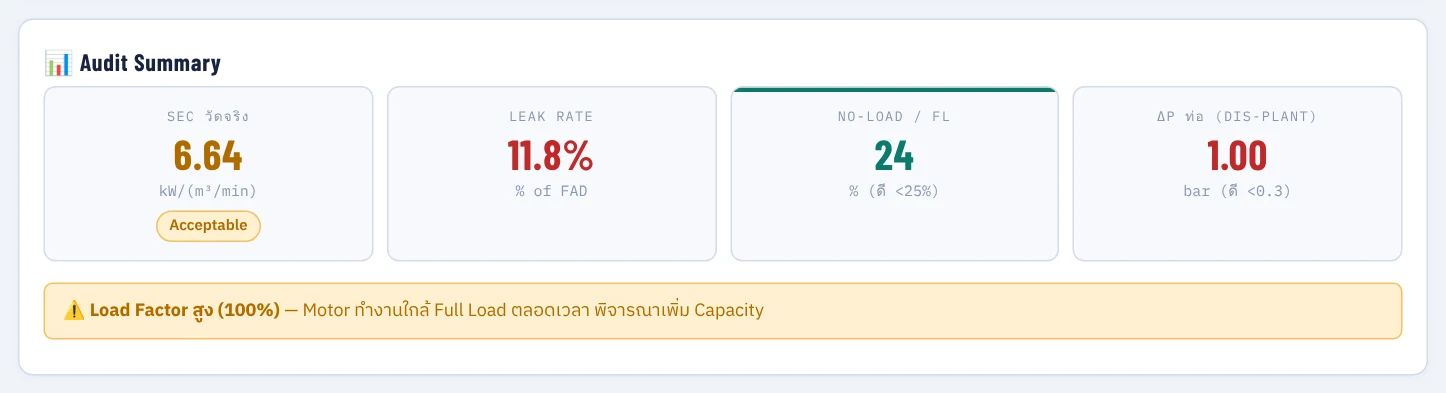 📊 Audit Summary
SEC วัดจริง
6.64
kW/(m³/min)
Acceptable
LEAK RATE
11.8%
% of FAD
NO-LOAD / FL
24
% (ดี <25%)
ΔP ท่อ (DIS-PLANT)
1.00
bar (ดี <0.3)
⚠️ Load Factor สูง (100%) — Motor ทำงานใกล้ Full Load ตลอดเวลา พิจารณาเพิ่ม Capacity